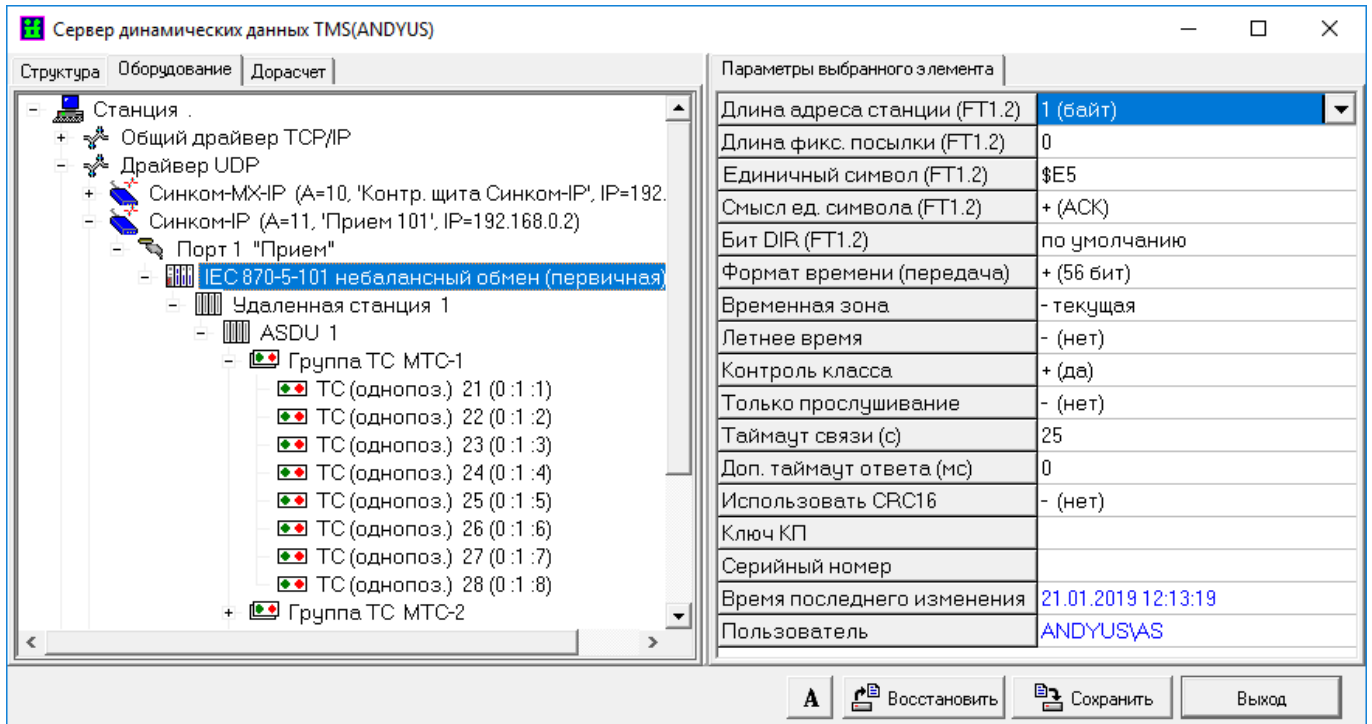 Сервер динамических данных TMS(ANDYUS)
Структура Оборудование Дорасчет
Станция .
Общий драйвер TCP/IP
Драйвер UDP
Синком-MX-IP (A=10, 'Контр. щита Синком-IP', IP=192.
Синком-IP (A=11, 'Прием 101', IP=192.168.0.2)
Порт 1 "Прием"
IEC 870-5-101 небалансный обмен (первичная)
Удаленная станция 1
ASDU 1
Группа ТС МТС-1
ТС (однопоз.) 21 (0 :1 :1)
ТС (однопоз.) 22 (0 :1 :2)
ТС (однопоз.) 23 (0 :1 :3)
ТС (однопоз.) 24 (0 :1 :4)
ТС (однопоз.) 25 (0 :1 :5)
ТС (однопоз.) 26 (0 :1 :6)
ТС (однопоз.) 27 (0 :1 :7)
ТС (однопоз.) 28 (0 :1 :8)
Группа ТС МТС-2
Параметры выбранного элемента
Длина адреса станции (FT1.2) 1 (байт)
Длина фикс. посылки (FT1.2) 0
Единичный символ (FT1.2) $E5
Смысл ед. символа (FT1.2) + (ACK)
Бит DIR (FT1.2) по умолчанию
Формат времени (передача) + (56 бит)
Временная зона - текущая
Летнее время - (нет)
Контроль класса + (да)
Только прослушивание - (нет)
Таймаут связи (с) 25
Доп. таймаут ответа (мс) 0
Использовать CRC16 - (нет)
Ключ КП
Серийный номер
Время последнего изменения 21.01.2019 12:13:19
Пользователь ANDYUS\AS
A Восстановить Сохранить Выход